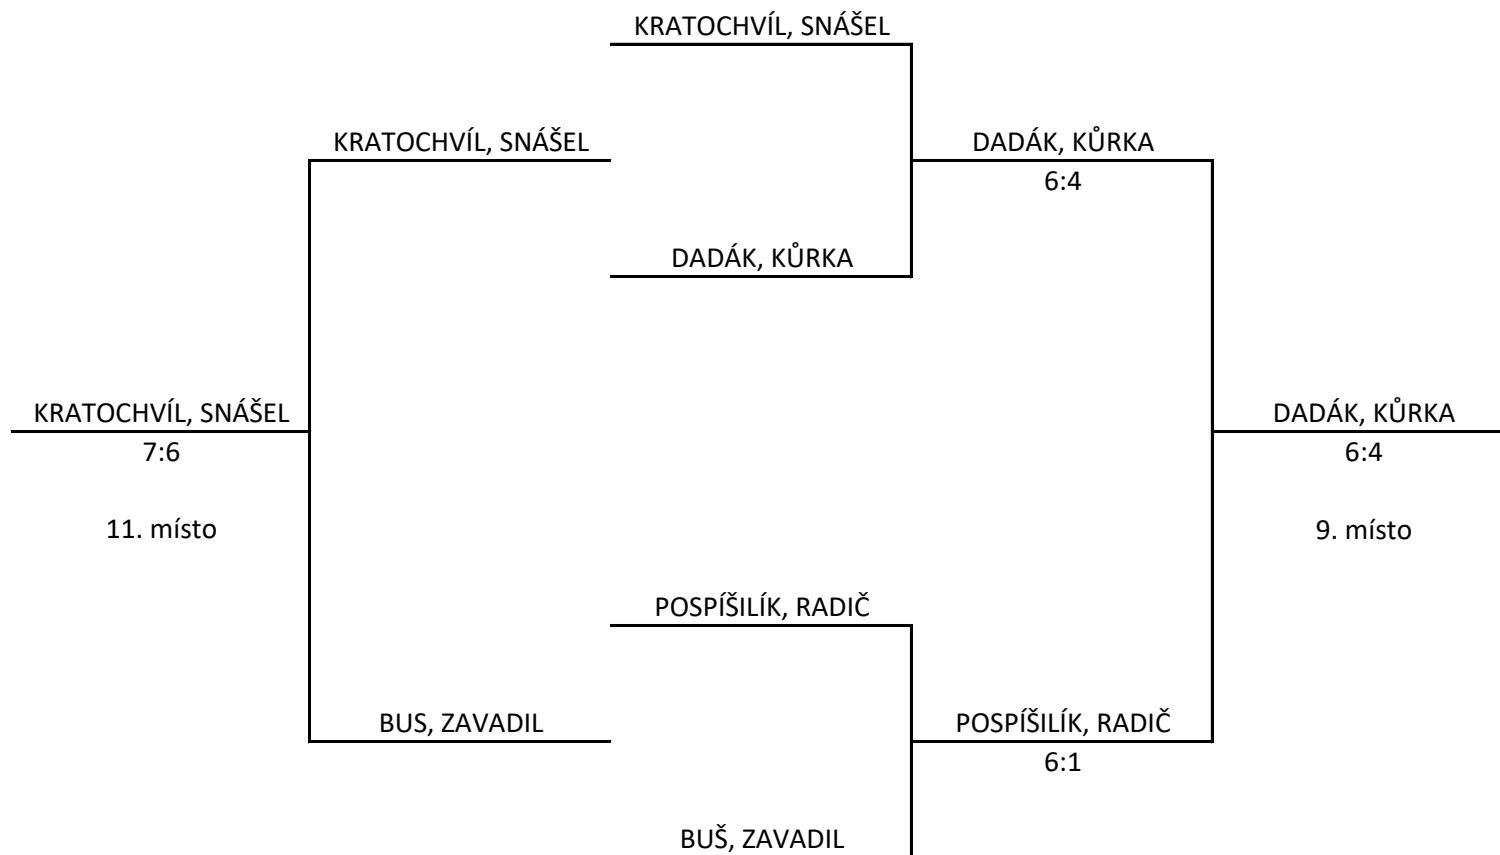 KRATOCHVÍL, SNÁŠEL
KRATOCHVÍL, SNÁŠEL
DADÁK, KŮRKA
6:4
DADÁK, KŮRKA
KRATOCHVÍL, SNÁŠEL
DADÁK, KŮRKA
7:6
6:4
11. místo
9. místo
POSPÍŠILÍK, RADIČ
BUS, ZAVADIL
POSPÍŠILÍK, RADIČ
6:1
BUŠ, ZAVADIL